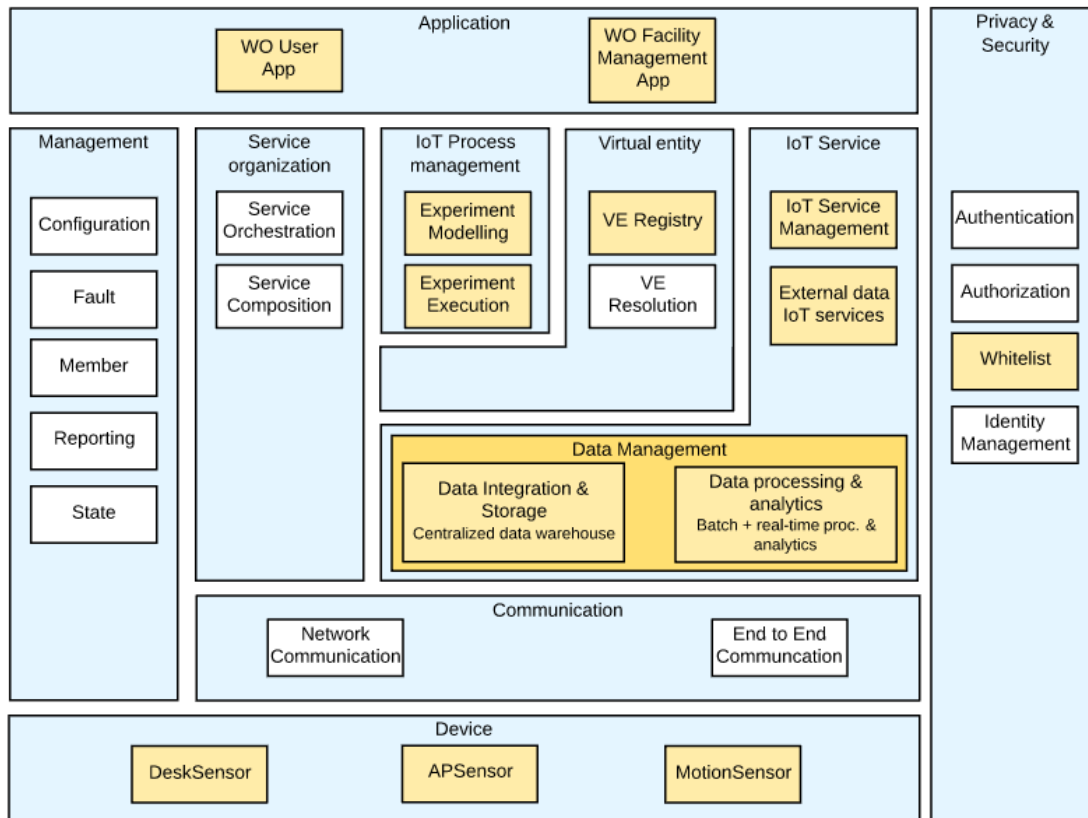 Application
WO User
App
WO Facility
Management
App
Privacy &
Security
Management
Configuration
Fault
Member
Reporting
State
Service
organization
Service
Orchestration
Service
Composition
IoT Process
management
Experiment
Modelling
Experiment
Execution
Virtual entity
VE Registry
VE
Resolution
IoT Service
IoT Service
Management
External data
IoT services
Authentication
Authorization
Whitelist
Identity
Management
Data Management
Data Integration &
Storage
Centralized data warehouse
Data processing &
analytics
Batch + real-time proc. &
analytics
Communication
Network
Communication
End to End
Communcation
Device
DeskSensor
APSensor
MotionSensor